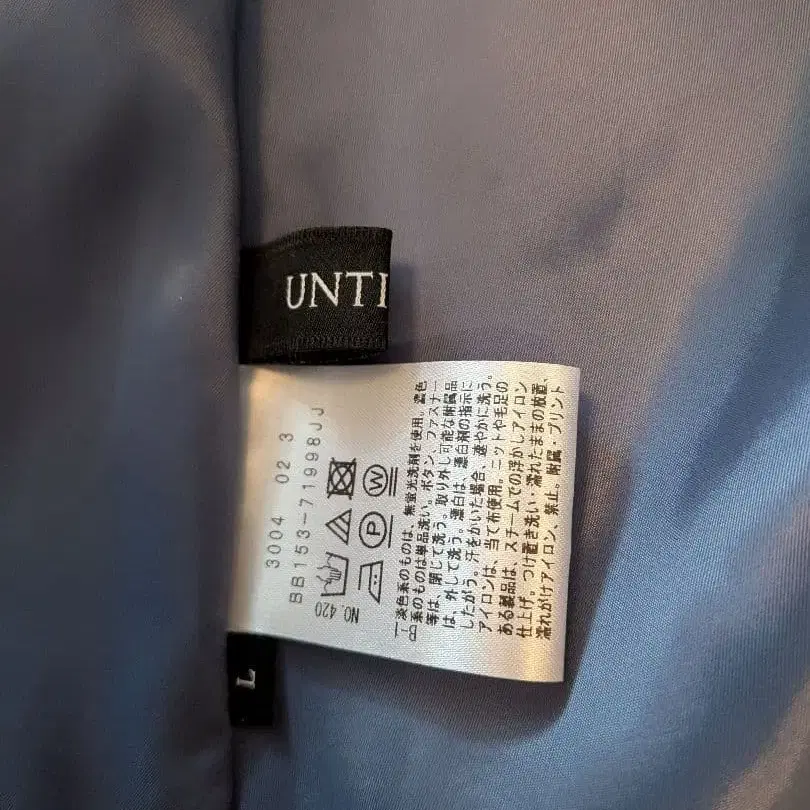 UNTI
3004 02 3
BB153-71998JJ
NO.420
淡色系のものは、無蛍光洗剤を使用。濃色
系のものは単品洗い。ボタン、ファスナー
等は、閉じて洗う。取り外し可能な附属品
は、外して洗う。漂白は、漂白剤の指示に
したがう。汗をかいた場合、速やかに洗う。
アイロンは、当て布使用。ニットや毛足の
ある製品は、スチームでの浮かしアイロン
仕上げ。つけ置き洗い・濡れたままの放置、
濡れがけアイロン、禁止。附属・プリント
L